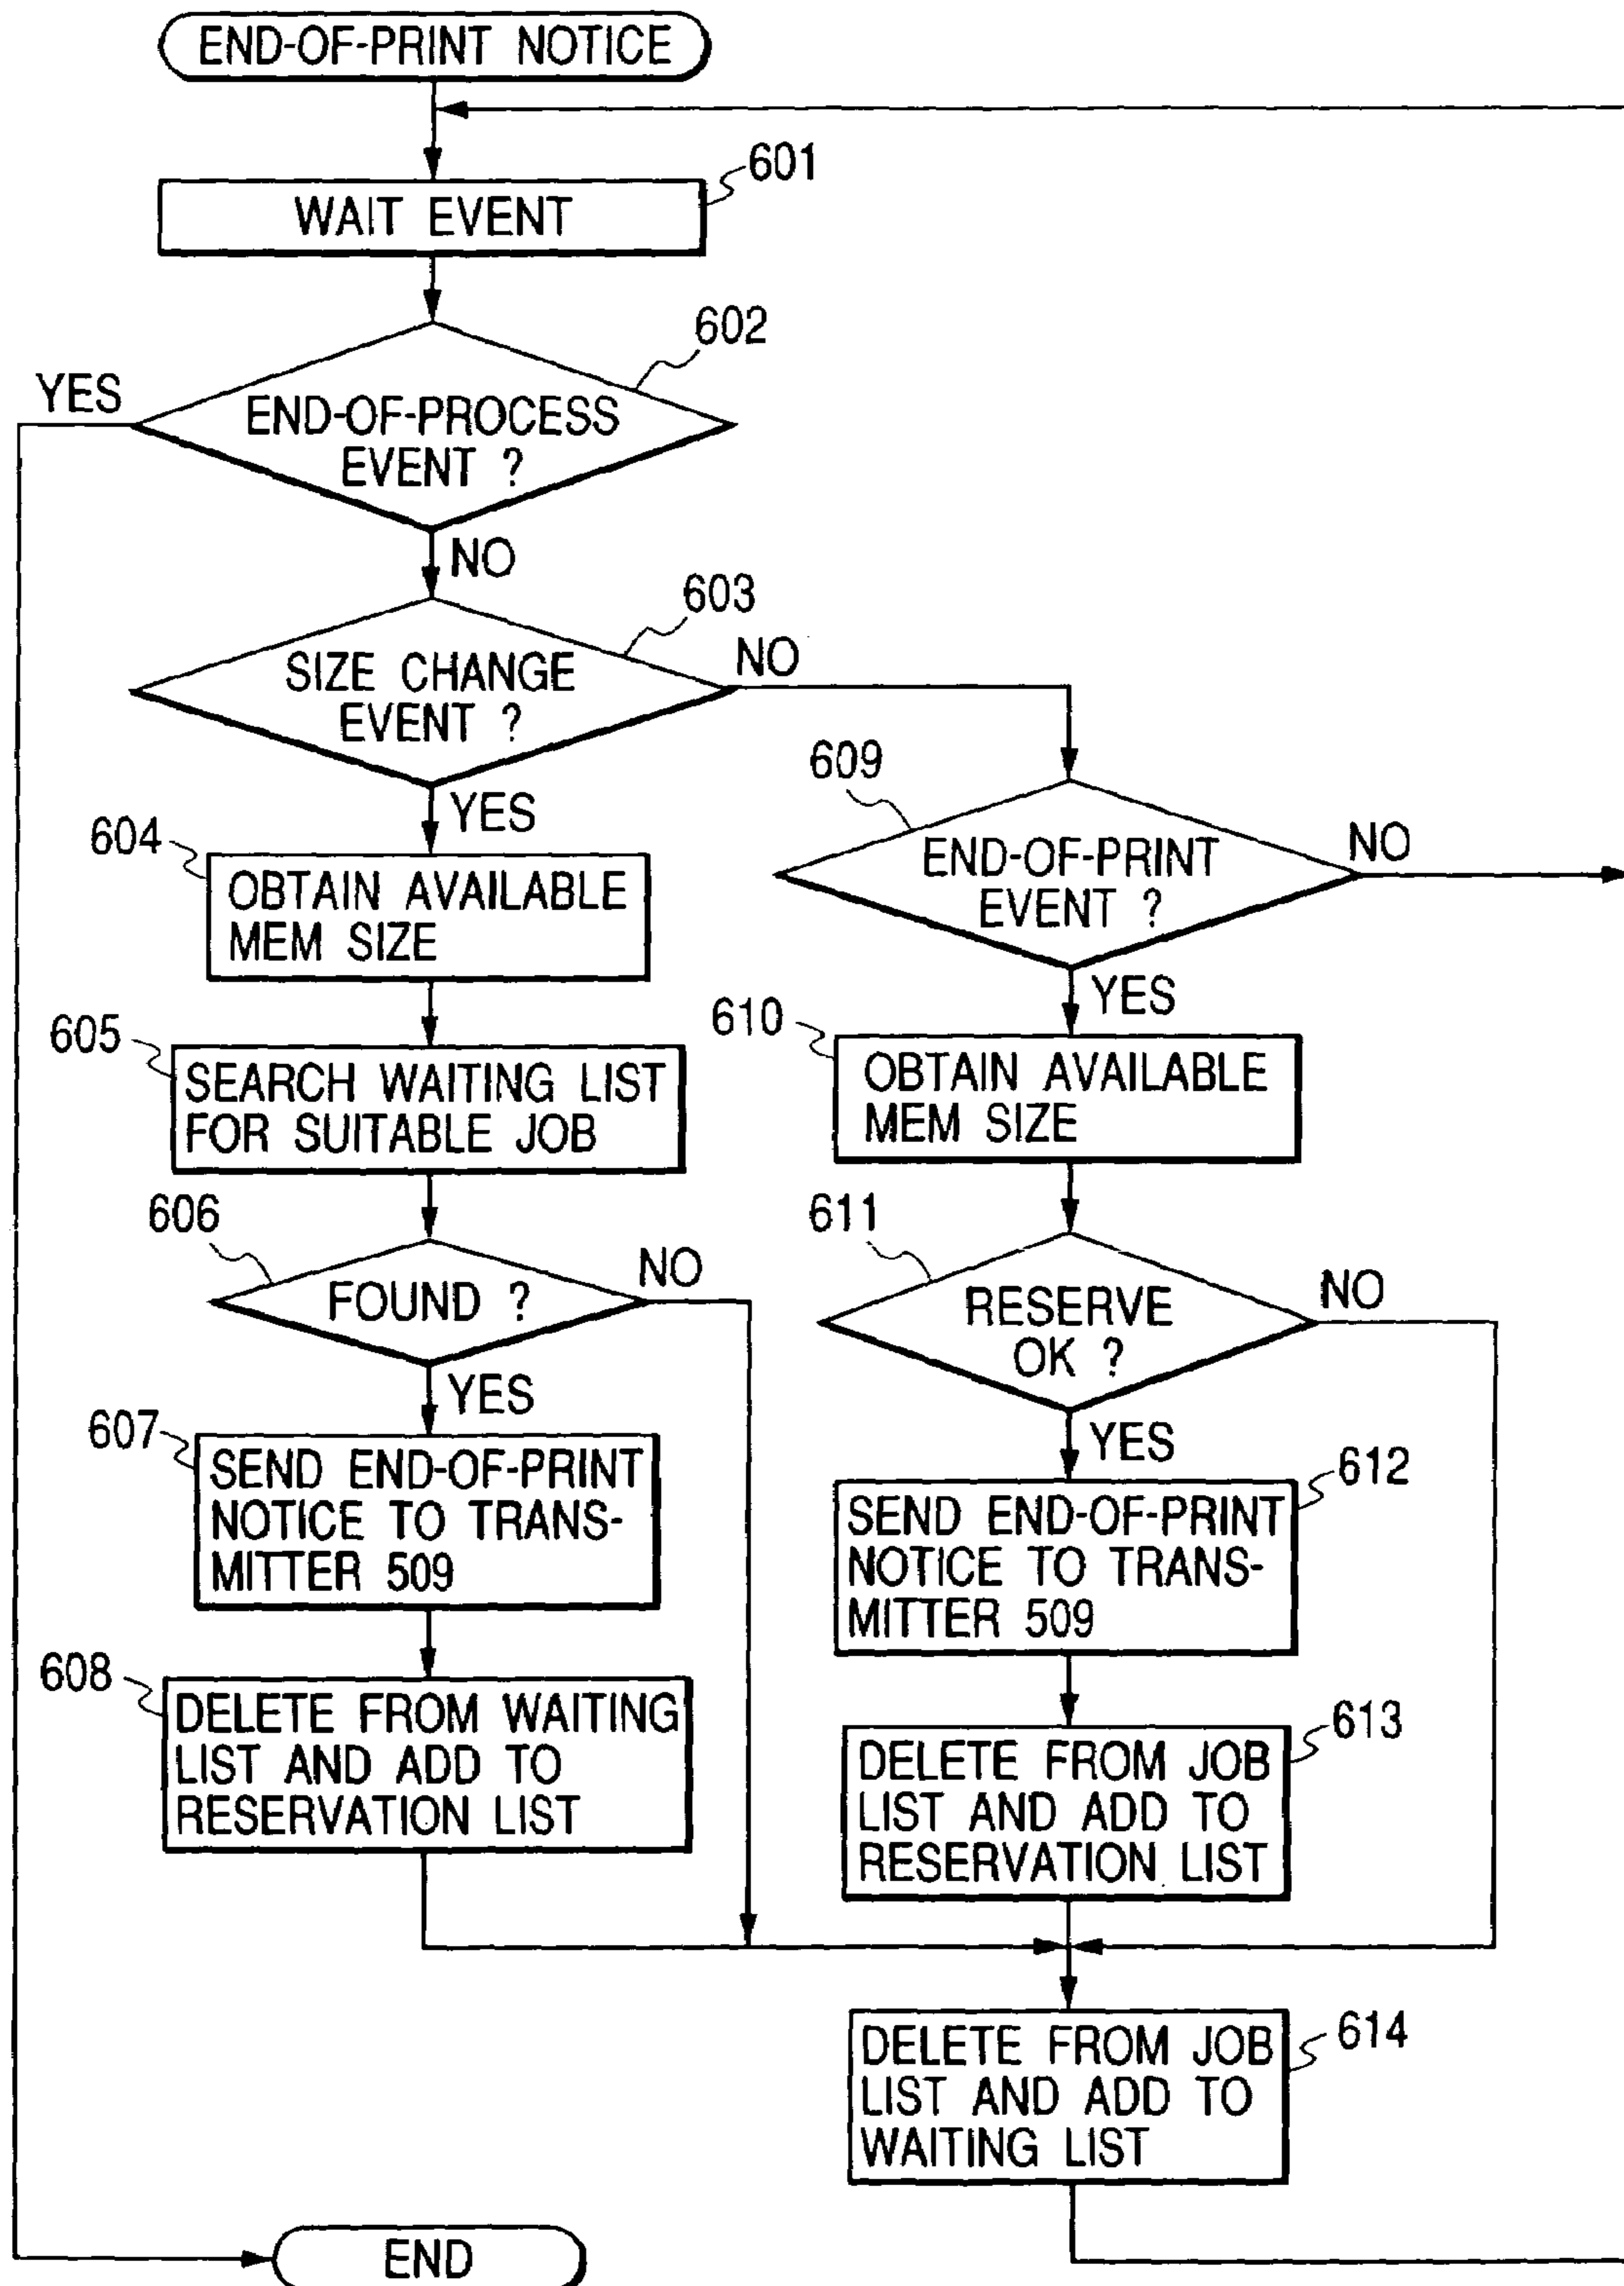 END-OF-PRINT NOTICE
601
WAIT EVENT
602
YES
END-OF-PROCESS
EVENT ?
NO
603
SIZE CHANGE
EVENT ?
NO
YES
604
OBTAIN AVAILABLE
MEM SIZE
605
SEARCH WAITING LIST
FOR SUITABLE JOB
606
FOUND ?
NO
YES
607
SEND END-OF-PRINT
NOTICE TO TRANS-
MITTER 509
608
DELETE FROM WAITING
LIST AND ADD TO
RESERVATION LIST
609
END-OF-PRINT
EVENT ?
NO
YES
610
OBTAIN AVAILABLE
MEM SIZE
611
RESERVE
OK ?
NO
YES
612
SEND END-OF-PRINT
NOTICE TO TRANS-
MITTER 509
613
DELETE FROM JOB
LIST AND ADD TO
RESERVATION LIST
614
DELETE FROM JOB
LIST AND ADD TO
WAITING LIST
END